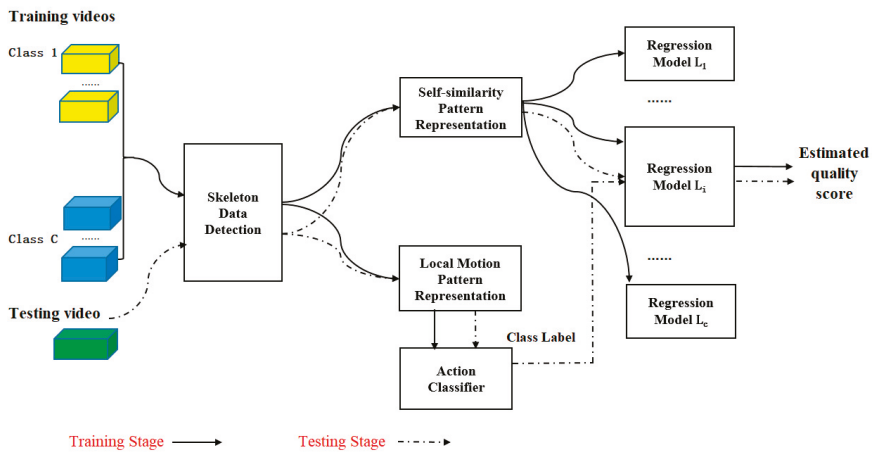 Training videos
Class 1
......
......
Class C
Testing video
Skeleton
Data
Detection
Self-similarity
Pattern
Representation
Local Motion
Pattern
Representation
Action
Classifier
Class Label
Regression
Model L1
......
Regression
Model Li
......
Regression
Model Lc
Estimated
quality
score
Training Stage
Testing Stage